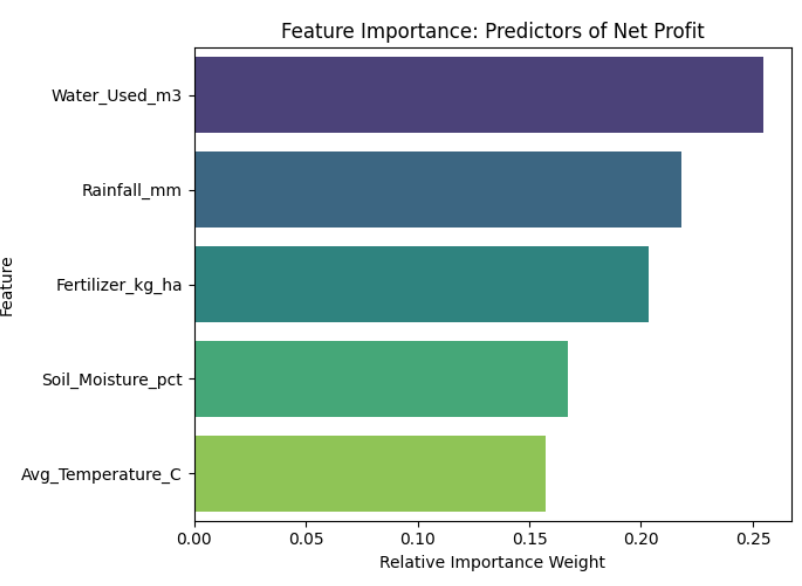 Feature Importance: Predictors of Net Profit
Feature
Water_Used_m3
Rainfall_mm
Fertilizer_kg_ha
Soil_Moisture_pct
Avg_Temperature_C
0.00 0.05 0.10 0.15 0.20 0.25
Relative Importance Weight